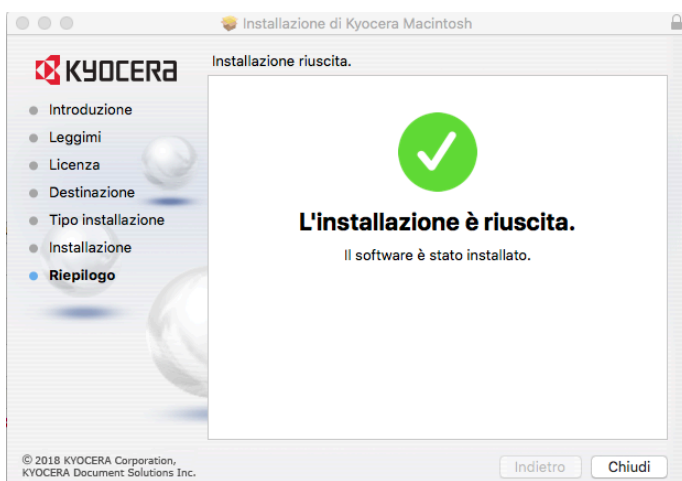 Installazione di Kyocera Macintosh
KYOCERA
Installazione riuscita.
Introduzione
Leggimi
Licenza
Destinazione
Tipo installazione
Installazione
Riepilogo
L'installazione è riuscita.
Il software è stato installato.
© 2018 KYOCERA Corporation,
KYOCERA Document Solutions Inc.
Indietro
Chiudi